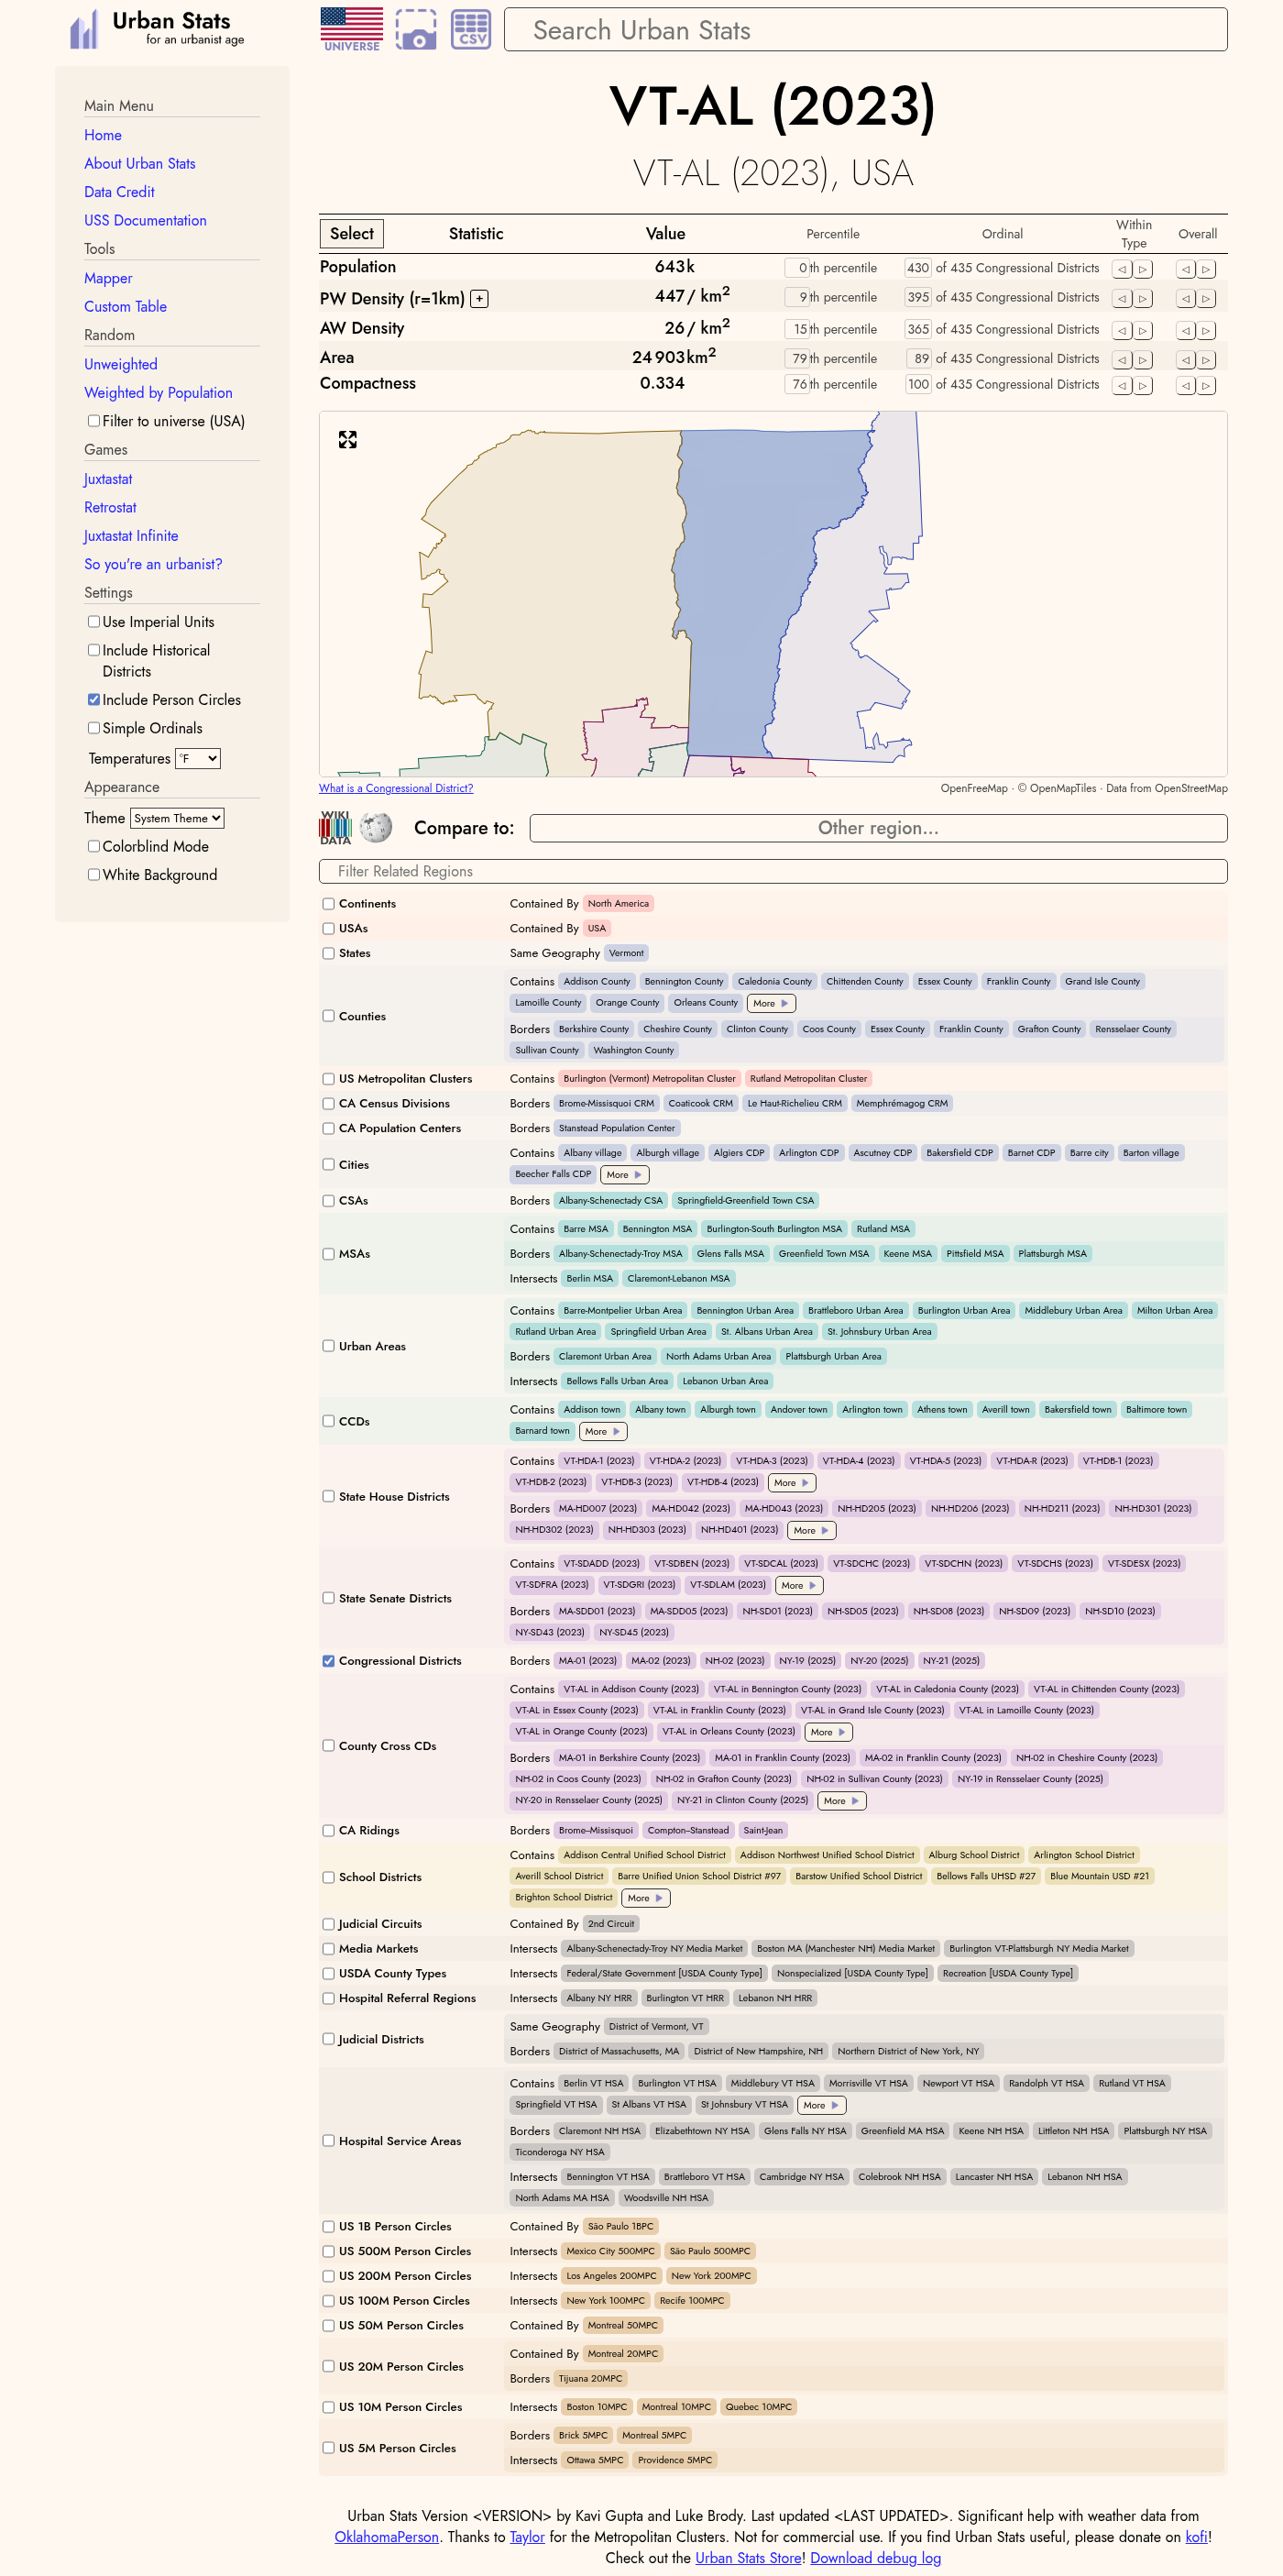 Urban Stats
for an urbanist age
UNIVERSE
CSV
Search Urban Stats
Main Menu
Home
About Urban Stats
Data Credit
USS Documentation
Tools
Mapper
Custom Table
Random
Unweighted
Weighted by Population
Filter to universe (USA)
Games
Juxtastat
Retrostat
Juxtastat Infinite
So you're an urbanist?
Settings
Use Imperial Units
Include Historical
Districts
Include Person Circles
Simple Ordinals
Temperatures °F
Appearance
Theme System Theme
Colorblind Mode
White Background
VT-AL (2023)
VT-AL (2023), USA
Select Statistic Value Percentile Ordinal Within Type Overall
Population 643k 0th percentile 430 of 435 Congressional Districts
PW Density (r=1km) + 447/ km² 9th percentile 395 of 435 Congressional Districts
AW Density 26/ km² 15th percentile 365 of 435 Congressional Districts
Area 24 903km² 79th percentile 89 of 435 Congressional Districts
Compactness 0.334 76th percentile 100 of 435 Congressional Districts
What is a Congressional District? OpenFreeMap · © OpenMapTiles · Data from OpenStreetMap
WIKI DATA Compare to: Other region...
Filter Related Regions
Continents Contained By North America
USAs Contained By USA
States Same Geography Vermont
Counties
Contains Addison County Bennington County Caledonia County Chittenden County Essex County Franklin County Grand Isle County
Lamoille County Orange County Orleans County More
Borders Berkshire County Cheshire County Clinton County Coos County Essex County Franklin County Grafton County Rensselaer County
Sullivan County Washington County
US Metropolitan Clusters Contains Burlington (Vermont) Metropolitan Cluster Rutland Metropolitan Cluster
CA Census Divisions Borders Brome-Missisquoi CRM Coaticook CRM Le Haut-Richelieu CRM Memphrémagog CRM
CA Population Centers Borders Stanstead Population Center
Cities
Contains Albany village Alburgh village Algiers CDP Arlington CDP Ascutney CDP Bakersfield CDP Barnet CDP Barre city Barton village
Beecher Falls CDP More
CSAs Borders Albany-Schenectady CSA Springfield-Greenfield Town CSA
MSAs
Contains Barre MSA Bennington MSA Burlington-South Burlington MSA Rutland MSA
Borders Albany-Schenectady-Troy MSA Glens Falls MSA Greenfield Town MSA Keene MSA Pittsfield MSA Plattsburgh MSA
Intersects Berlin MSA Claremont-Lebanon MSA
Urban Areas
Contains Barre-Montpelier Urban Area Bennington Urban Area Brattleboro Urban Area Burlington Urban Area Middlebury Urban Area Milton Urban Area
Rutland Urban Area Springfield Urban Area St. Albans Urban Area St. Johnsbury Urban Area
Borders Claremont Urban Area North Adams Urban Area Plattsburgh Urban Area
Intersects Bellows Falls Urban Area Lebanon Urban Area
CCDs
Contains Addison town Albany town Alburgh town Andover town Arlington town Athens town Averill town Bakersfield town Baltimore town
Barnard town More
State House Districts
Contains VT-HDA-1 (2023) VT-HDA-2 (2023) VT-HDA-3 (2023) VT-HDA-4 (2023) VT-HDA-5 (2023) VT-HDA-R (2023) VT-HDB-1 (2023)
VT-HDB-2 (2023) VT-HDB-3 (2023) VT-HDB-4 (2023) More
Borders MA-HD007 (2023) MA-HD042 (2023) MA-HD043 (2023) NH-HD205 (2023) NH-HD206 (2023) NH-HD211 (2023) NH-HD301 (2023)
NH-HD302 (2023) NH-HD303 (2023) NH-HD401 (2023) More
State Senate Districts
Contains VT-SDADD (2023) VT-SDBEN (2023) VT-SDCAL (2023) VT-SDCHC (2023) VT-SDCHN (2023) VT-SDCHS (2023) VT-SDESX (2023)
VT-SDFRA (2023) VT-SDGRI (2023) VT-SDLAM (2023) More
Borders MA-SDD01 (2023) MA-SDD05 (2023) NH-SD01 (2023) NH-SD05 (2023) NH-SD08 (2023) NH-SD09 (2023) NH-SD10 (2023)
NY-SD43 (2023) NY-SD45 (2023)
Congressional Districts Borders MA-01 (2023) MA-02 (2023) NH-02 (2023) NY-19 (2025) NY-20 (2025) NY-21 (2025)
County Cross CDs
Contains VT-AL in Addison County (2023) VT-AL in Bennington County (2023) VT-AL in Caledonia County (2023) VT-AL in Chittenden County (2023)
VT-AL in Essex County (2023) VT-AL in Franklin County (2023) VT-AL in Grand Isle County (2023) VT-AL in Lamoille County (2023)
VT-AL in Orange County (2023) VT-AL in Orleans County (2023) More
Borders MA-01 in Berkshire County (2023) MA-01 in Franklin County (2023) MA-02 in Franklin County (2023) NH-02 in Cheshire County (2023)
NH-02 in Coos County (2023) NH-02 in Grafton County (2023) NH-02 in Sullivan County (2023) NY-19 in Rensselaer County (2025)
NY-20 in Rensselaer County (2025) NY-21 in Clinton County (2025) More
CA Ridings Borders Brome–Missisquoi Compton–Stanstead Saint-Jean
School Districts
Contains Addison Central Unified School District Addison Northwest Unified School District Alburg School District Arlington School District
Averill School District Barre Unified Union School District #97 Barstow Unified School District Bellows Falls UHSD #27 Blue Mountain USD #21
Brighton School District More
Judicial Circuits Contained By 2nd Circuit
Media Markets Intersects Albany-Schenectady-Troy NY Media Market Boston MA (Manchester NH) Media Market Burlington VT-Plattsburgh NY Media Market
USDA County Types Intersects Federal/State Government [USDA County Type] Nonspecialized [USDA County Type] Recreation [USDA County Type]
Hospital Referral Regions Intersects Albany NY HRR Burlington VT HRR Lebanon NH HRR
Judicial Districts
Same Geography District of Vermont, VT
Borders District of Massachusetts, MA District of New Hampshire, NH Northern District of New York, NY
Hospital Service Areas
Contains Berlin VT HSA Burlington VT HSA Middlebury VT HSA Morrisville VT HSA Newport VT HSA Randolph VT HSA Rutland VT HSA
Springfield VT HSA St Albans VT HSA St Johnsbury VT HSA More
Borders Claremont NH HSA Elizabethtown NY HSA Glens Falls NY HSA Greenfield MA HSA Keene NH HSA Littleton NH HSA Plattsburgh NY HSA
Ticonderoga NY HSA
Intersects Bennington VT HSA Brattleboro VT HSA Cambridge NY HSA Colebrook NH HSA Lancaster NH HSA Lebanon NH HSA
North Adams MA HSA Woodsville NH HSA
US 1B Person Circles Contained By São Paulo 1BPC
US 500M Person Circles Intersects Mexico City 500MPC São Paulo 500MPC
US 200M Person Circles Intersects Los Angeles 200MPC New York 200MPC
US 100M Person Circles Intersects New York 100MPC Recife 100MPC
US 50M Person Circles Contained By Montreal 50MPC
US 20M Person Circles
Contained By Montreal 20MPC
Borders Tijuana 20MPC
US 10M Person Circles Intersects Boston 10MPC Montreal 10MPC Quebec 10MPC
US 5M Person Circles
Borders Brick 5MPC Montreal 5MPC
Intersects Ottawa 5MPC Providence 5MPC
Urban Stats Version <VERSION> by Kavi Gupta and Luke Brody. Last updated <LAST UPDATED>. Significant help with weather data from
OklahomaPerson. Thanks to Taylor for the Metropolitan Clusters. Not for commercial use. If you find Urban Stats useful, please donate on kofi!
Check out the Urban Stats Store! Download debug log